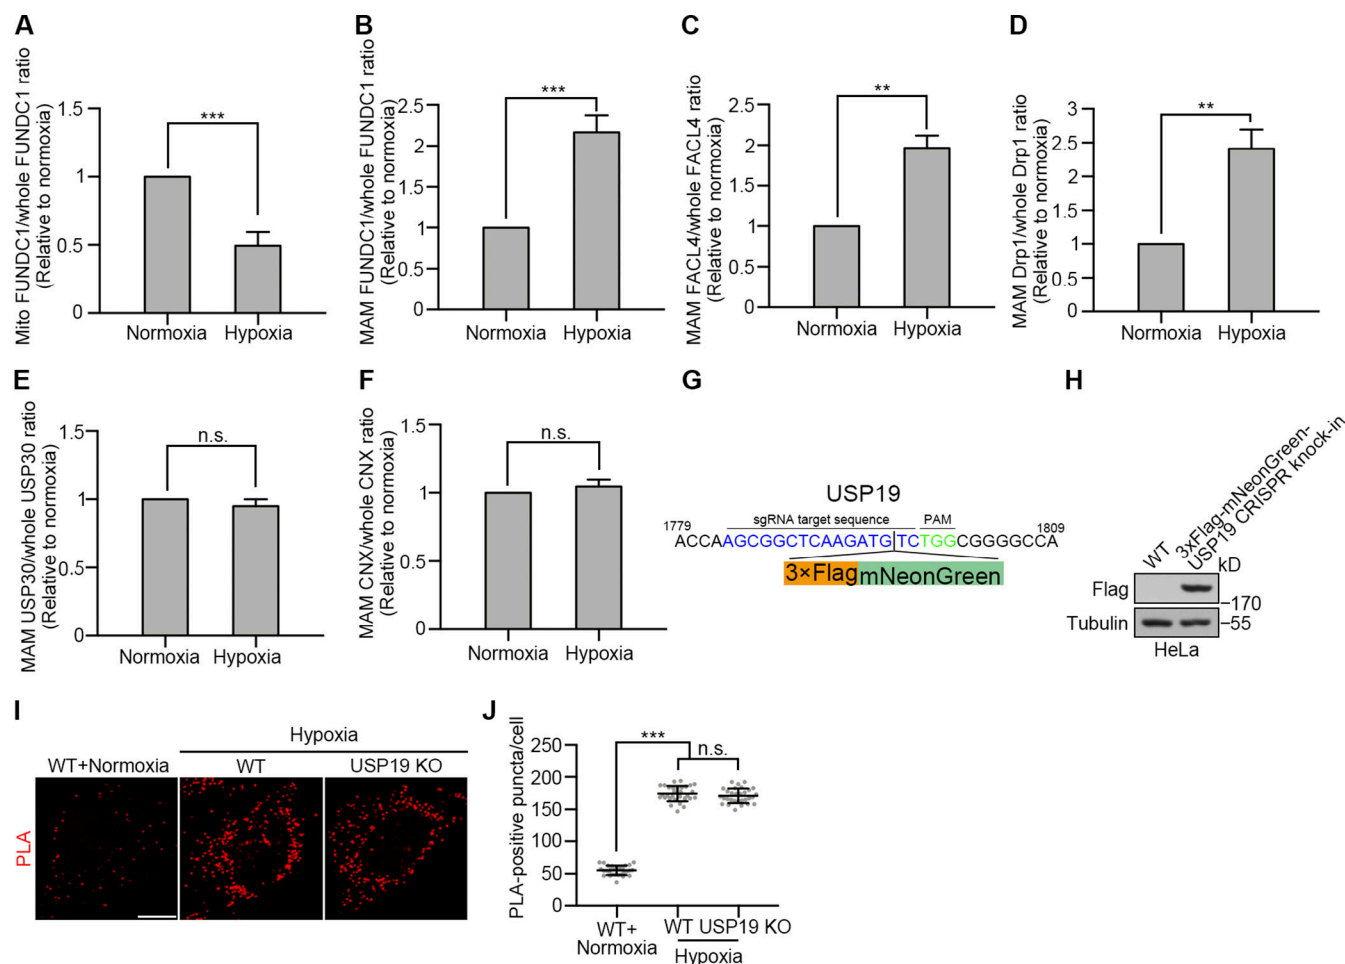 A
Mito FUNDC1/whole FUNDC1 ratio
(Relative to normoxia)
1.5
1
0.5
0
***
Normoxia
Hypoxia
B
MAM FUNDC1/whole FUNDC1 ratio
(Relative to normoxia)
2.5
2
1.5
1
0.5
0
***
Normoxia
Hypoxia
C
MAM FACL4/whole FACL4 ratio
(Relative to normoxia)
2.5
2
1.5
1
0.5
0
**
Normoxia
Hypoxia
D
MAM Drp1/whole Drp1 ratio
(Relative to normoxia)
3
2.5
2
1.5
1
0.5
0
**
Normoxia
Hypoxia
E
MAM USP30/whole USP30 ratio
(Relative to normoxia)
1.5
1
0.5
0
n.s.
Normoxia
Hypoxia
F
MAM CNX/whole CNX ratio
(Relative to normoxia)
1.5
1
0.5
0
n.s.
Normoxia
Hypoxia
G
USP19
sgRNA target sequence
PAM
1779
1809
ACCAAGCGGCTCAAGATGTCTGGCGGGGCCA
3×Flag mNeonGreen
H
WT
3xFlag-mNeonGreen-
USP19 CRISPR knock-in
kD
Flag
–170
Tubulin
–55
HeLa
I
Hypoxia
WT+Normoxia
WT
USP19 KO
PLA
J
PLA-positive puncta/cell
250
200
150
100
50
0
***
n.s.
WT+
Normoxia
WT USP19 KO
Hypoxia